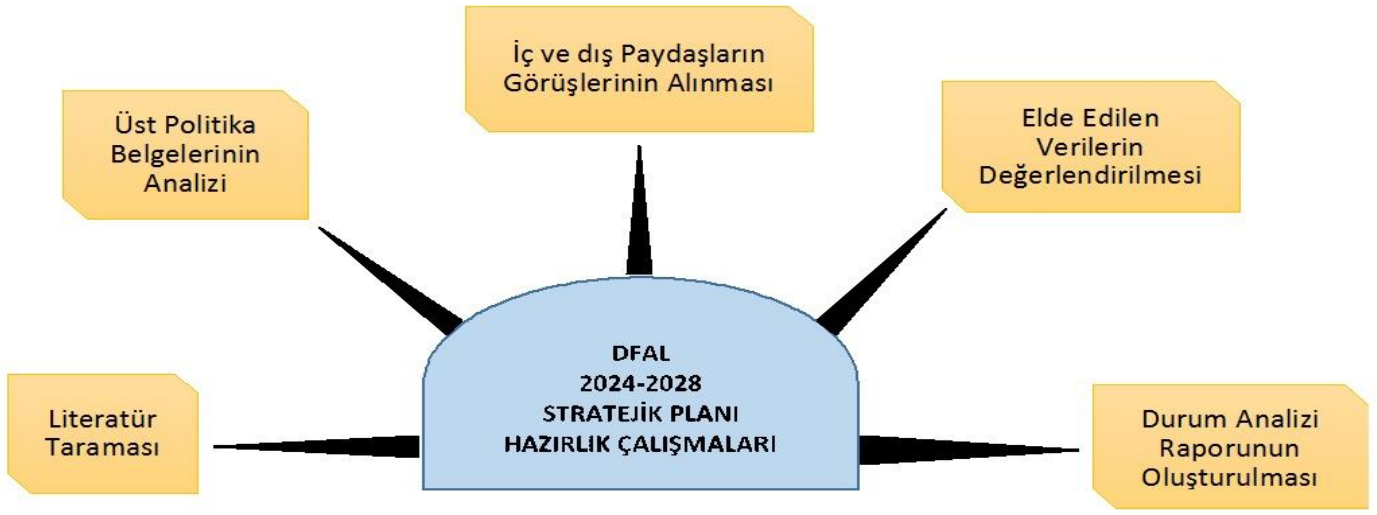 İç ve dış Paydaşların
Görüşlerinin Alınması
Üst Politika
Belgelerinin
Analizi
Elde Edilen
Verilerin
Değerlendirilmesi
Literatür
Taraması
DFAL
2024-2028
STRATEJİK PLANI
HAZIRLIK ÇALIŞMALARI
Durum Analizi
Raporunun
Oluşturulması